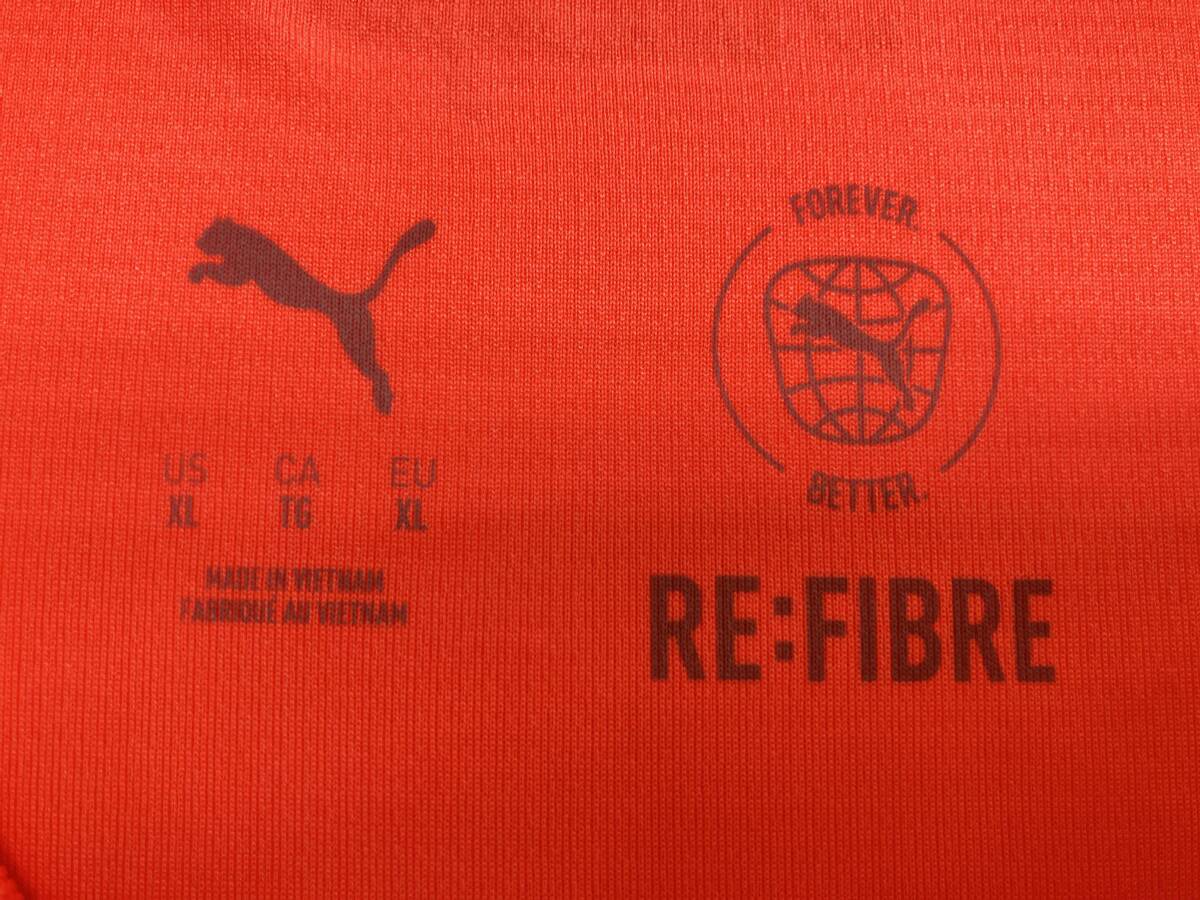 US CA EU
XL TG XL
MADE IN VIETNAM
FABRIQUÉ AU VIETNAM
FOREVER.
BETTER.
RE:FIBRE